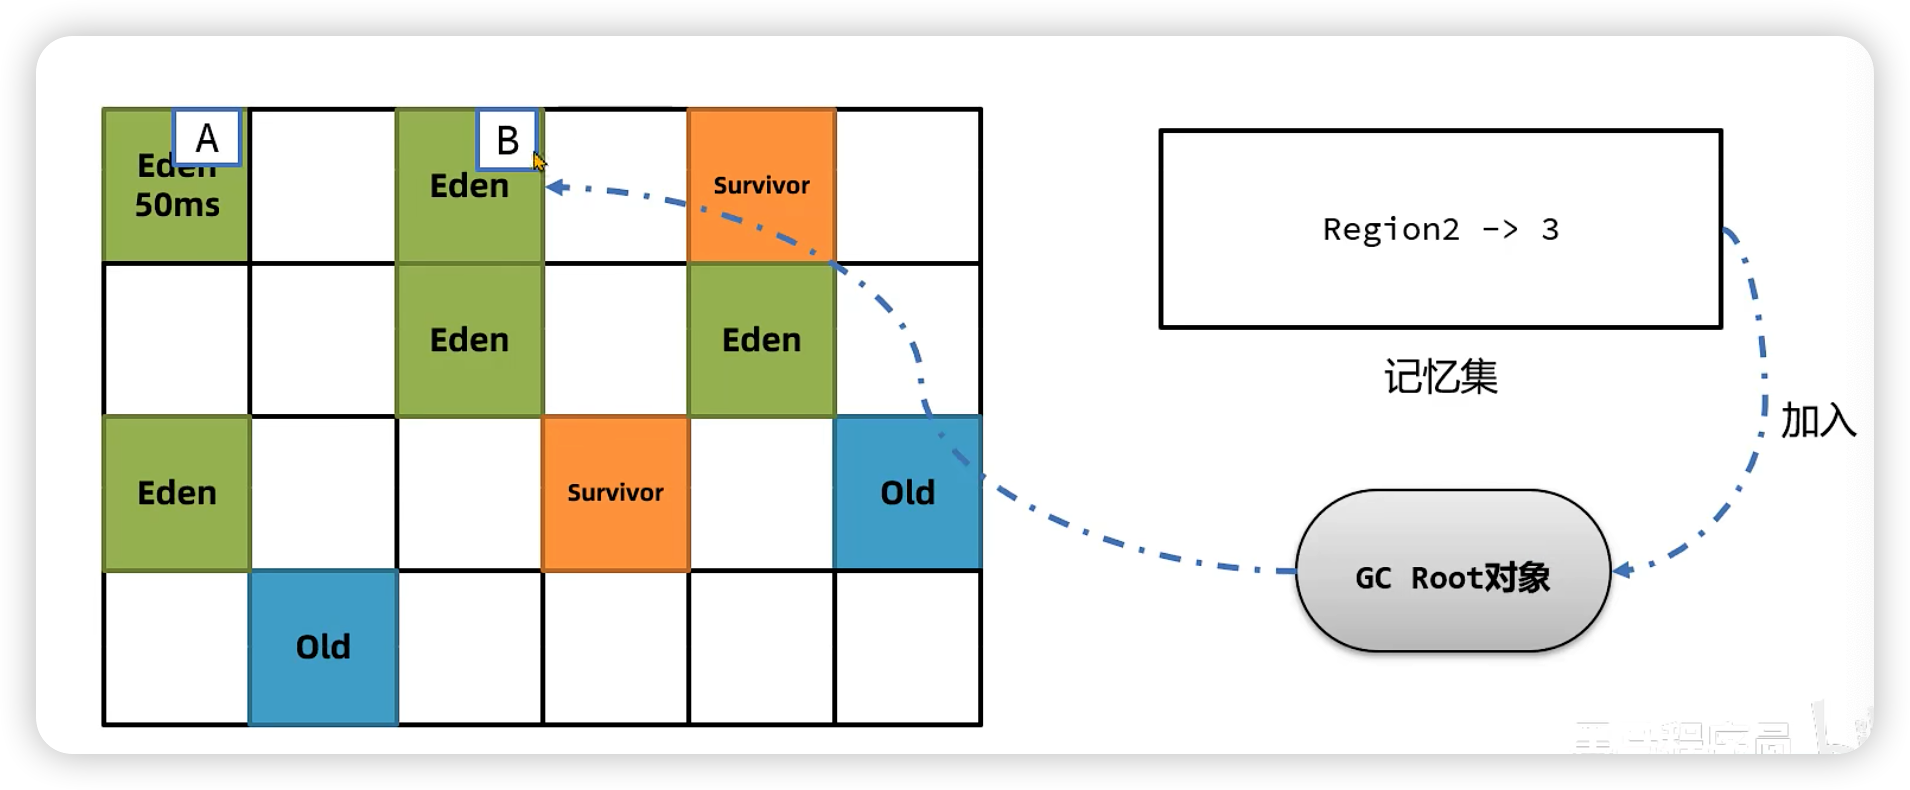 A
Eden
50ms
B
Eden
Survivor
Eden
Eden
Eden
Survivor
Old
Old
Region2 -> 3
记忆集
加入
GC Root对象